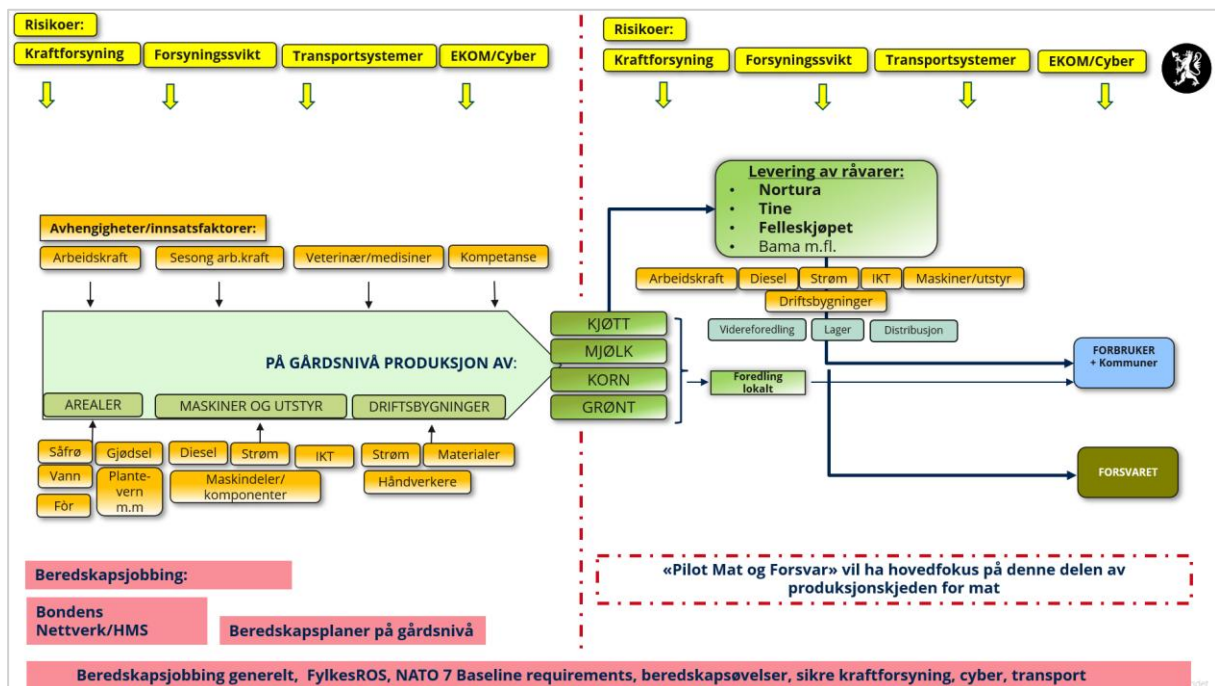 Risikoer:
Kraftforsyning
Forsyningssvikt
Transportsystemer
EKOM/Cyber
Avhengigheter/innsatsfaktorer:
Arbeidskraft
Sesong arb.kraft
Veterinær/medisiner
Kompetanse
PÅ GÅRDSNIVÅ PRODUKSJON AV:
AREALER
MASKINER OG UTSTYR
DRIFTSBYGNINGER
Såfrø
Gjødsel
Diesel
Strøm
IKT
Strøm
Materialer
Vann
Plante-
vern
m.m
Maskindeler/
komponenter
Håndverkere
Fòr
KJØTT
MJØLK
KORN
GRØNT
Risikoer:
Kraftforsyning
Forsyningssvikt
Transportsystemer
EKOM/Cyber
Levering av råvarer:
• Nortura
• Tine
• Felleskjøpet
• Bama m.fl.
Arbeidskraft
Diesel
Strøm
IKT
Maskiner/utstyr
Driftsbygninger
Videreforedling
Lager
Distribusjon
Foredling
lokalt
FORBRUKER
+ Kommuner
FORSVARET
«Pilot Mat og Forsvar» vil ha hovedfokus på denne delen av
produksjonskjeden for mat
Beredskapsjobbing:
Bondens
Nettverk/HMS
Beredskapsplaner på gårdsnivå
Beredskapsjobbing generelt, FylkesROS, NATO 7 Baseline requirements, beredskapsøvelser, sikre kraftforsyning, cyber, transport